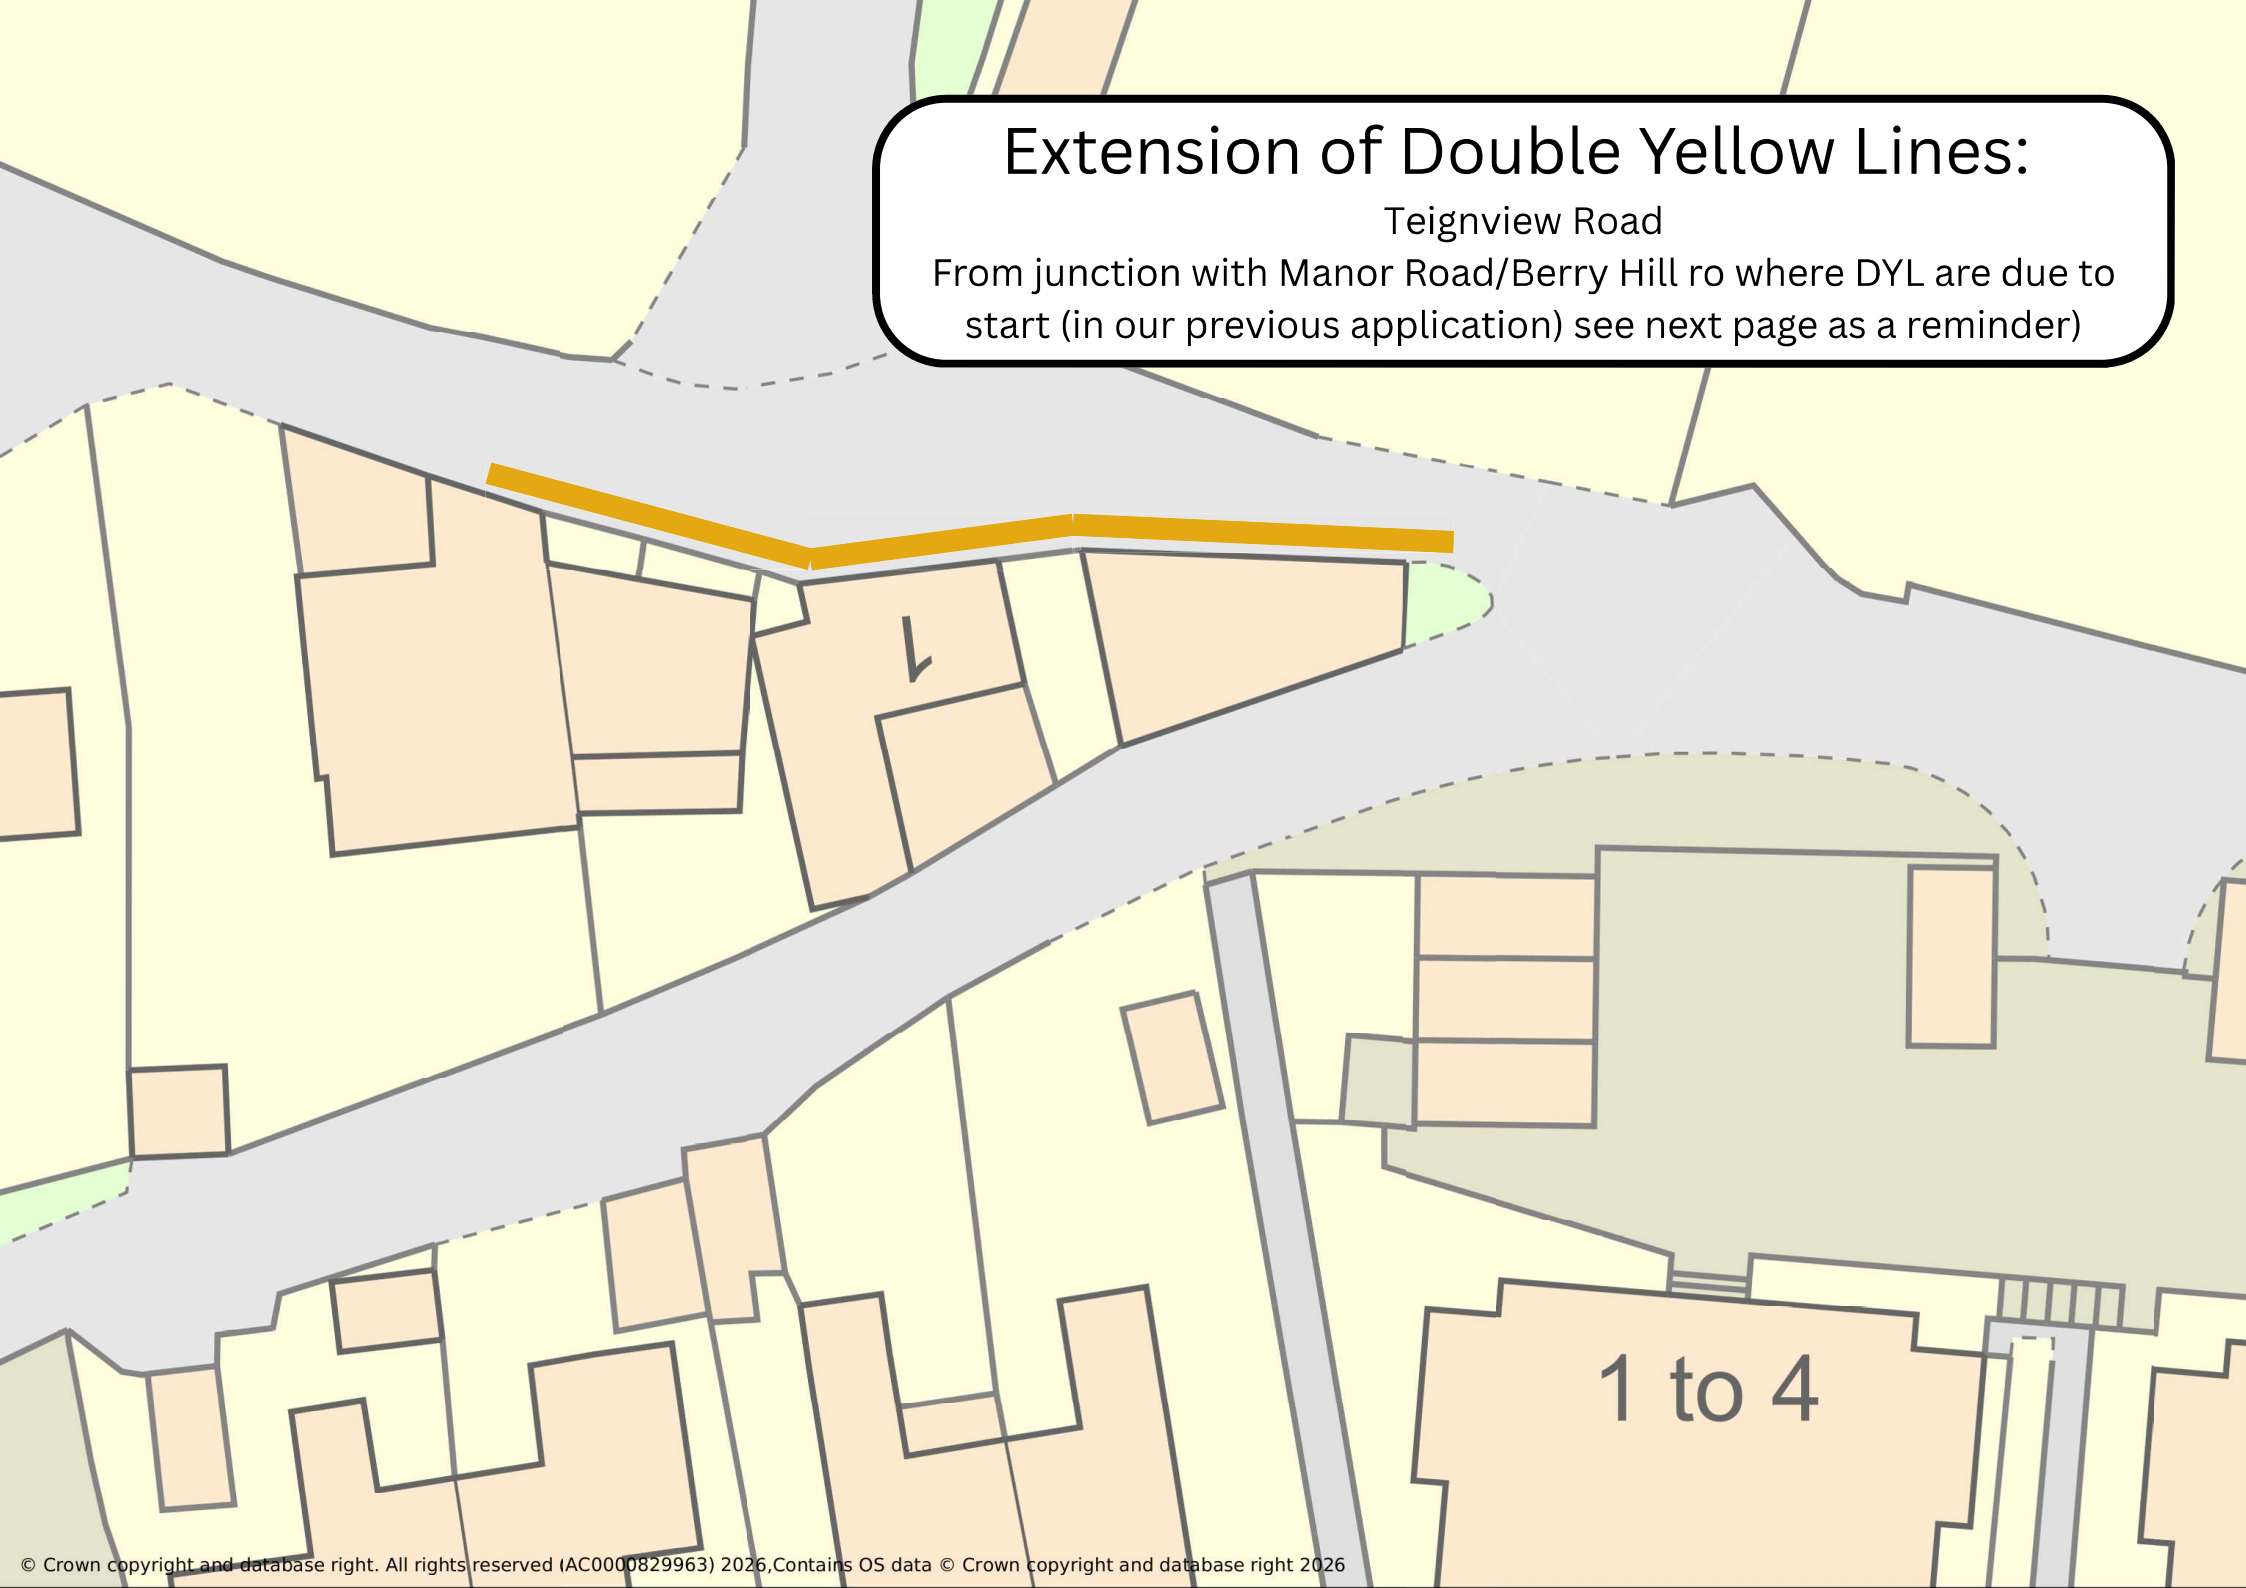 Extension of Double Yellow Lines:
Teignview Road
From junction with Manor Road/Berry Hill ro where DYL are due to
start (in our previous application) see next page as a reminder)
1
1 to 4
© Crown copyright and database right. All rights reserved (AC0000829963) 2026,Contains OS data © Crown copyright and database right 2026